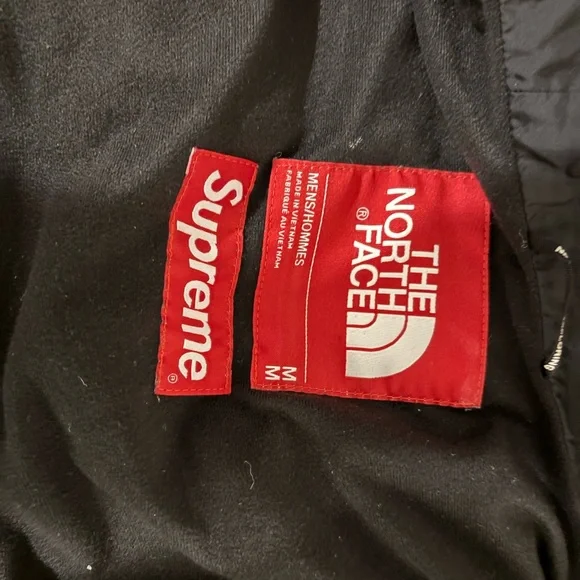 THE
NORTH
FACE
®
MENS/HOMMES
MADE IN VIETNAM
FABRIQUÉ AU VIETNAM
M
M
Supreme
®